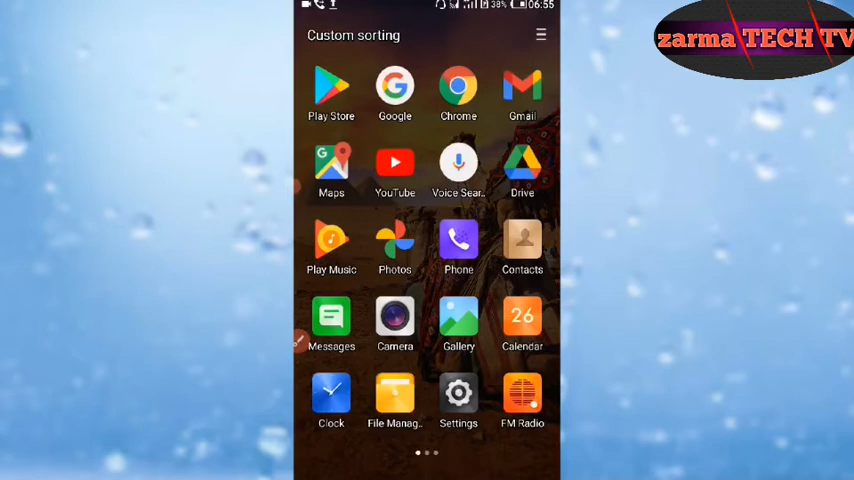 38% 06:55
zarma TECH TV
Custom sorting
Play Store Google Chrome Gmail
Maps YouTube Voice Sear.. Drive
Play Music Photos Phone Contacts
26
Messages Camera Gallery Calendar
Clock File Manag.. Settings FM Radio